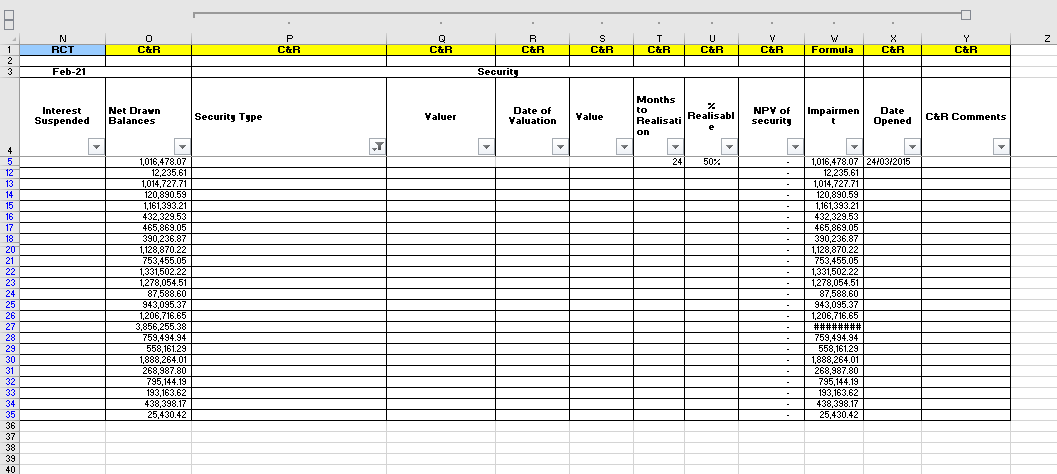 N O P Q R S T U V W X Y Z
1 RCT C&R C&R C&R C&R C&R C&R C&R C&R Formula C&R C&R
2
3 Feb-21 Security
4 Interest Suspended Net Drawn Balances Security Type Valuer Date of Valuation Value Months to Realisation % Realisable NPV of security Impairment Date Opened C&R Comments
5 1,016,478.07 24 50% - 1,016,478.07 24/03/2015
12 12,235.61 - 12,235.61
13 1,014,727.71 - 1,014,727.71
14 120,890.59 - 120,890.59
15 1,161,393.21 - 1,161,393.21
16 432,329.53 - 432,329.53
17 465,869.05 - 465,869.05
18 390,236.87 - 390,236.87
20 1,128,870.22 - 1,128,870.22
21 753,455.05 - 753,455.05
22 1,331,502.22 - 1,331,502.22
23 1,278,054.51 - 1,278,054.51
24 87,588.60 - 87,588.60
25 943,095.37 - 943,095.37
26 1,206,716.65 - 1,206,716.65
27 3,856,255.38 - ########
28 759,494.94 - 759,494.94
29 558,161.29 - 558,161.29
30 1,888,264.01 - 1,888,264.01
31 268,987.80 - 268,987.80
32 795,144.19 - 795,144.19
33 193,163.62 - 193,163.62
34 438,398.17 - 438,398.17
35 25,430.42 - 25,430.42
36
37
38
39
40